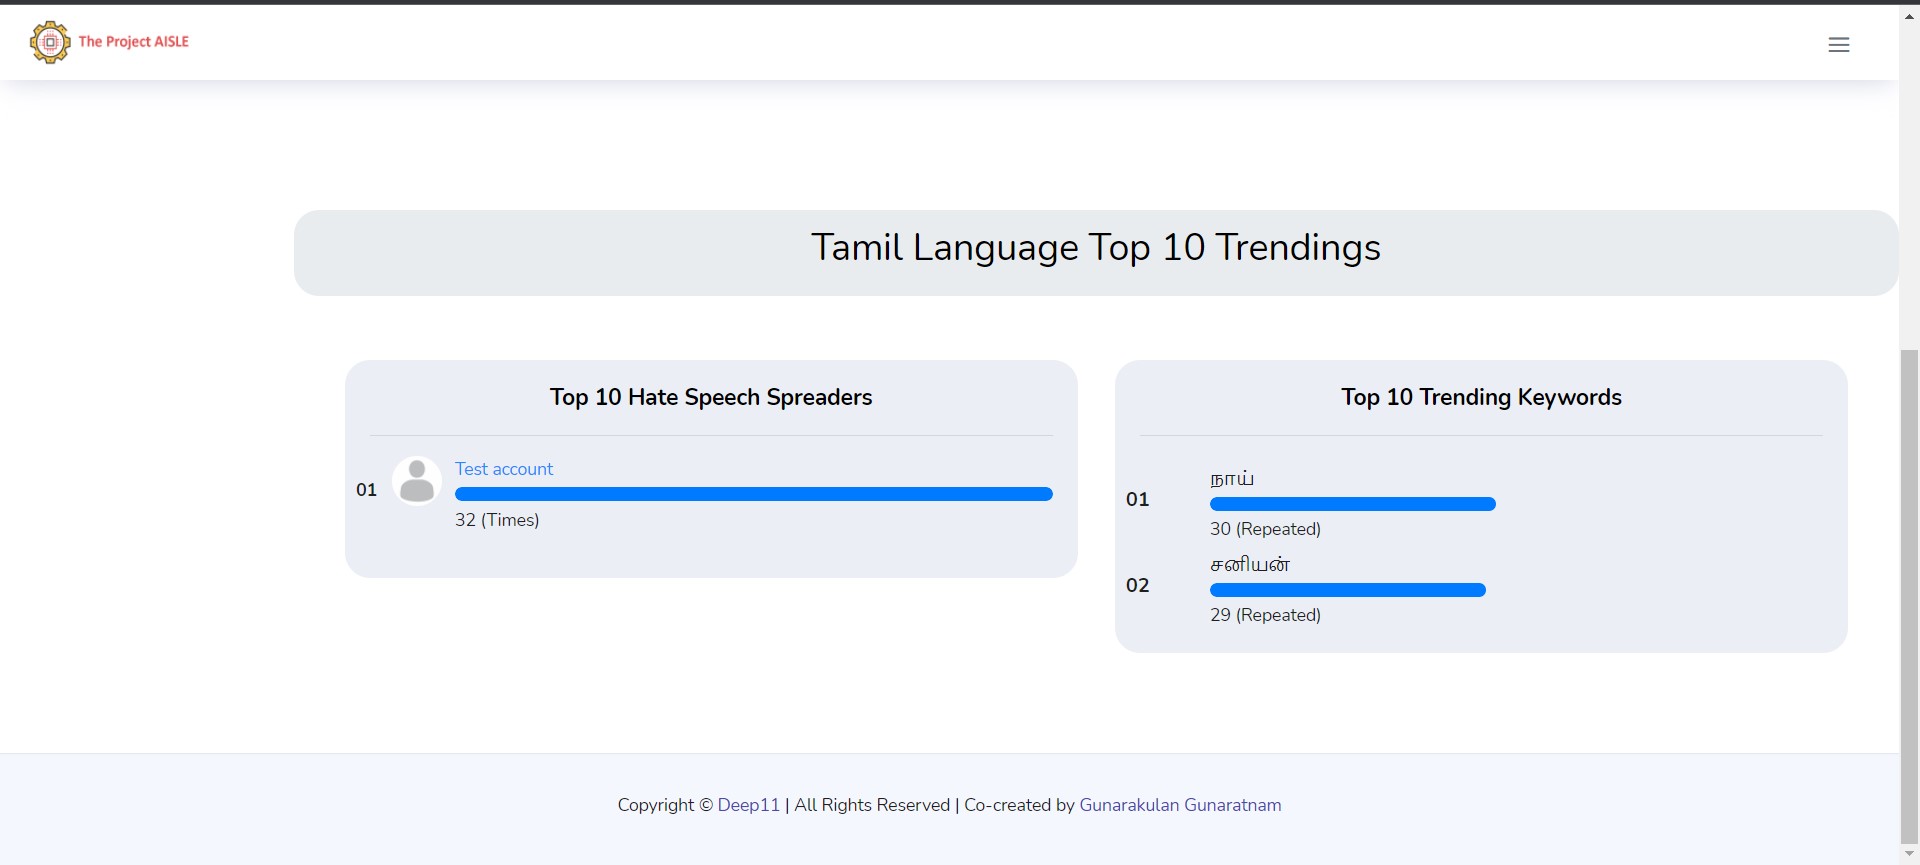 The Project AISLE
Tamil Language Top 10 Trendings
Top 10 Hate Speech Spreaders
01
Test account
32 (Times)
Top 10 Trending Keywords
01
நாய்
30 (Repeated)
02
சனியன்
29 (Repeated)
Copyright © Deep11 | All Rights Reserved | Co-created by Gunarakulan Gunaratnam